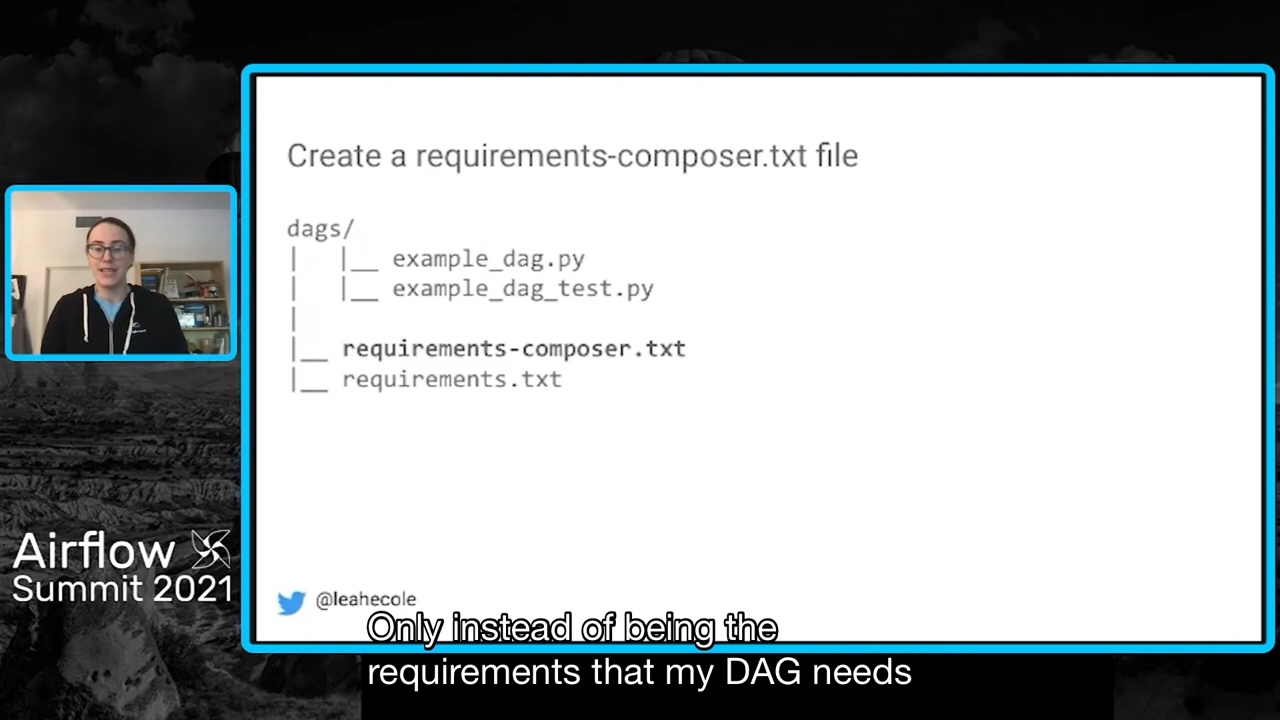 Create a requirements-composer.txt file
dags/
|   |__ example_dag.py
|   |__ example_dag_test.py
|
|__ requirements-composer.txt
|__ requirements.txt
@leahecole
Airflow
Summit 2021
Only instead of being the
requirements that my DAG needs